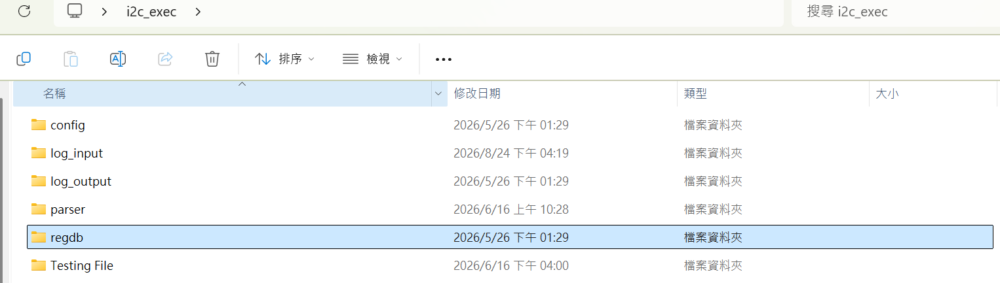 i2c_exec
搜尋 i2c_exec
排序 檢視
名稱 修改日期 類型 大小
config 2026/5/26 下午 01:29 檔案資料夾
log_input 2026/8/24 下午 04:19 檔案資料夾
log_output 2026/5/26 下午 01:29 檔案資料夾
parser 2026/6/16 上午 10:28 檔案資料夾
regdb 2026/5/26 下午 01:29 檔案資料夾
Testing File 2026/6/16 下午 04:00 檔案資料夾